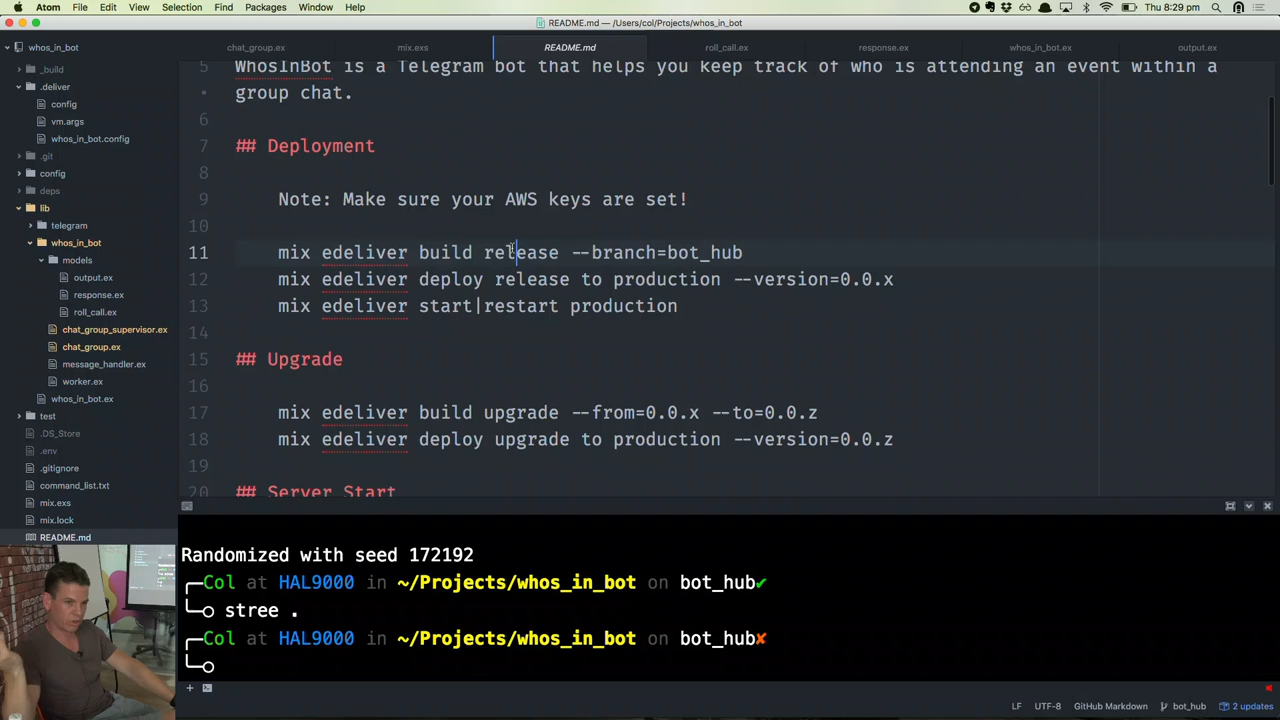 Atom File Edit View Selection Find Packages Window Help Thu 8:29 pm
README.md — /Users/col/Projects/whos_in_bot
whos_in_bot
chat_group.ex mix.exs README.md roll_call.ex response.ex whos_in_bot.ex output.ex
_build
.deliver
config
vm.args
whos_in_bot.config
.git
config
deps
lib
telegram
whos_in_bot
models
output.ex
response.ex
roll_call.ex
chat_group_supervisor.ex
chat_group.ex
message_handler.ex
worker.ex
whos_in_bot.ex
test
.DS_Store
.env
.gitignore
command_list.txt
mix.exs
mix.lock
README.md
5 WhosInBot is a Telegram bot that helps you keep track of who is attending an event within a
• group chat.
6
7 ## Deployment
8
9 Note: Make sure your AWS keys are set!
10
11 mix edeliver build release --branch=bot_hub
12 mix edeliver deploy release to production --version=0.0.x
13 mix edeliver start|restart production
14
15 ## Upgrade
16
17 mix edeliver build upgrade --from=0.0.x --to=0.0.z
18 mix edeliver deploy upgrade to production --version=0.0.z
19
20 ## Server Start
Randomized with seed 172192
Col at HAL9000 in ~/Projects/whos_in_bot on bot_hub✔
stree .
Col at HAL9000 in ~/Projects/whos_in_bot on bot_hub✘
LF UTF-8 GitHub Markdown bot_hub 2 updates